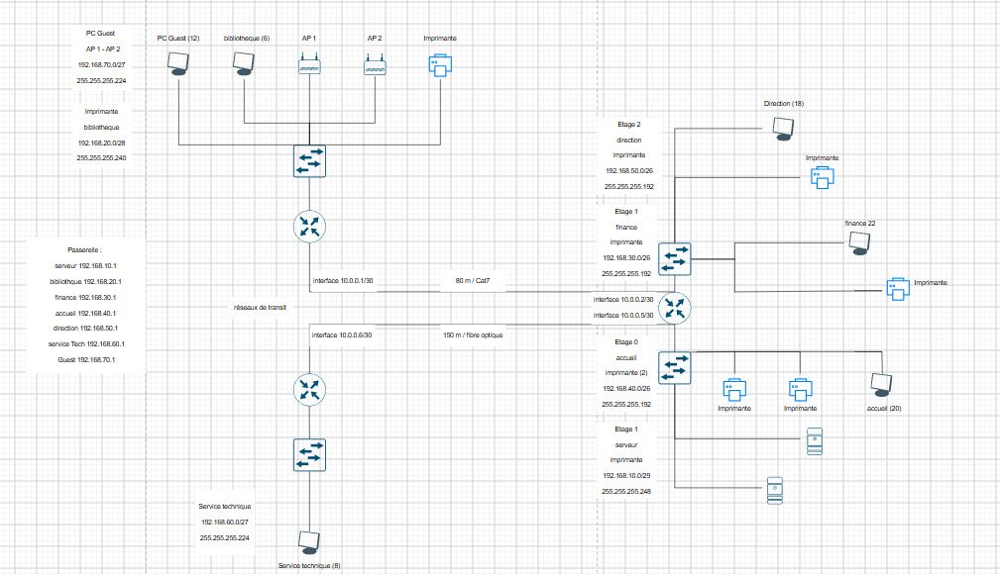 PC Guest
AP 1 - AP 2
192.168.70.0/27
255.255.255.224
PC Guest (12)
bibliotheque (6)
AP 1
AP 2
Imprimante
Imprimante
bibliotheque
192.168.20.0/28
255.255.255.240
Direction (18)
Etage 2
direction
imprimante
192.168.50.0/26
255.255.255.192
Imprimante
Etage 1
finance
imprimante
192.168.30.0/26
255.255.255.192
finance 22
Imprimante
Passerelle :
serveur 192.168.10.1
bibliothque 192.168.20.1
finance 192.168.30.1
accueil 192.168.40.1
direction 192.168.50.1
service Tech 192.168.60.1
Guest 192.168.70.1
interface 10.0.0.1/30
80 m / Cat7
réseaux de transit
interface 10.0.0.2/30
interface 10.0.0.5/30
interface 10.0.0.6/30
150 m / fibre optique
Etage 0
accueil
imprimante (2)
192.168.40.0/26
255.255.255.192
Imprimante
Imprimante
accueil (20)
Etage 1
serveur
imprimante
192.168.10.0/29
255.255.255.248
Service technique
192.168.60.0/27
255.255.255.224
Service technique (8)